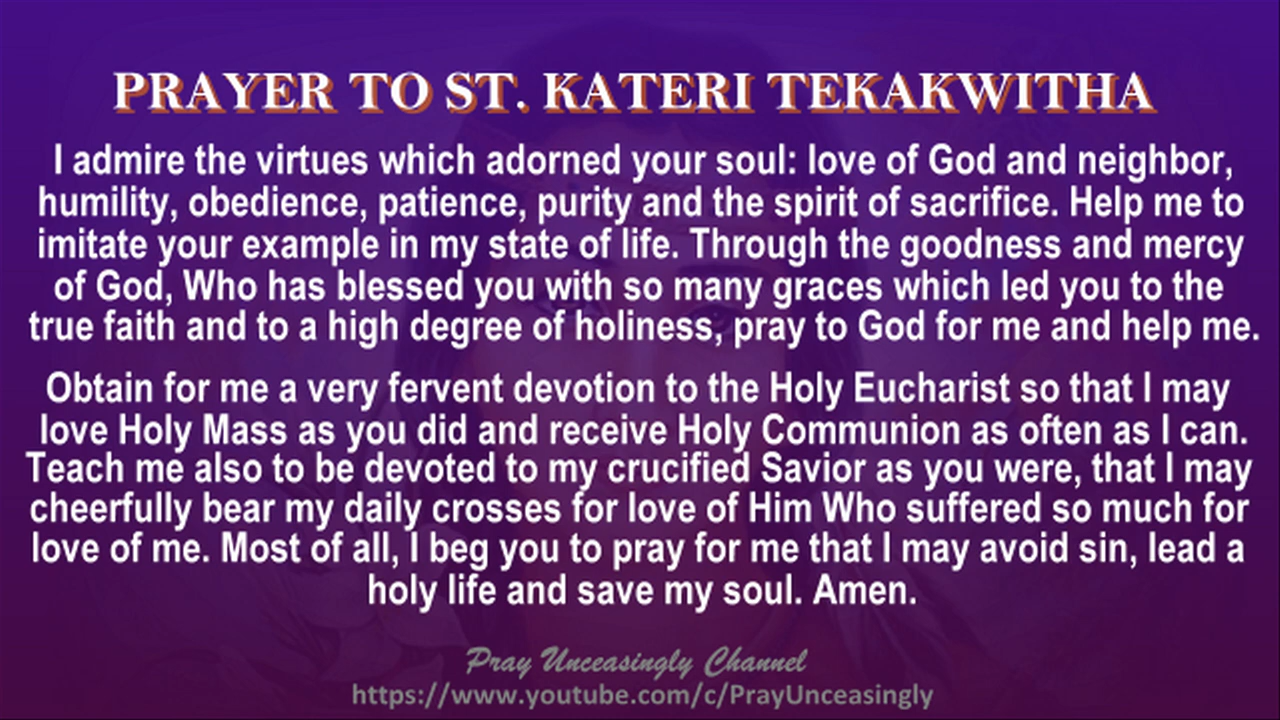 PRAYER TO ST. KATERI TEKAKWITHA
I admire the virtues which adorned your soul: love of God and neighbor,
humility, obedience, patience, purity and the spirit of sacrifice. Help me to
imitate your example in my state of life. Through the goodness and mercy
of God, Who has blessed you with so many graces which led you to the
true faith and to a high degree of holiness, pray to God for me and help me.
Obtain for me a very fervent devotion to the Holy Eucharist so that I may
love Holy Mass as you did and receive Holy Communion as often as I can.
Teach me also to be devoted to my crucified Savior as you were, that I may
cheerfully bear my daily crosses for love of Him Who suffered so much for
love of me. Most of all, I beg you to pray for me that I may avoid sin, lead a
holy life and save my soul. Amen.
Pray Unceasingly Channel
https://www.youtube.com/c/PrayUnceasingly